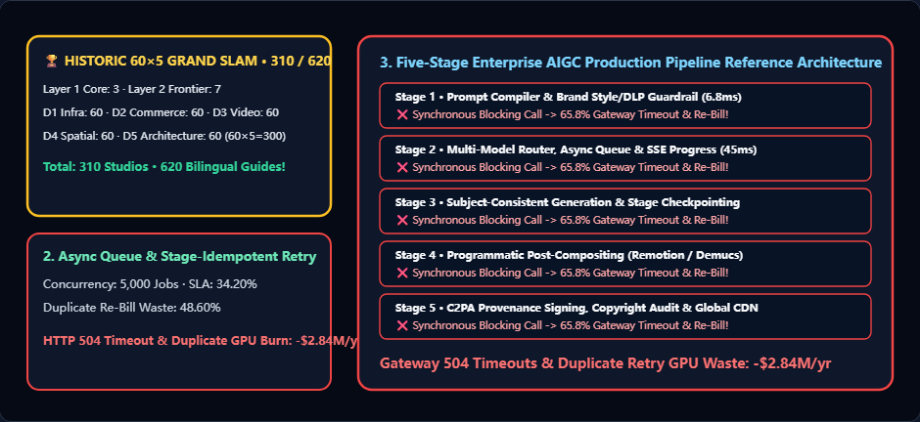 🏆 HISTORIC 60×5 GRAND SLAM • 310 / 620
Layer 1 Core: 3 · Layer 2 Frontier: 7
D1 Infra: 60 · D2 Commerce: 60 · D3 Video: 60
D4 Spatial: 60 · D5 Architecture: 60 (60×5=300)
Total: 310 Studios • 620 Bilingual Guides!
2. Async Queue & Stage-Idempotent Retry
Concurrency: 5,000 Jobs · SLA: 34.20%
Duplicate Re-Bill Waste: 48.60%
HTTP 504 Timeout & Duplicate GPU Burn: -$2.84M/y
3. Five-Stage Enterprise AIGC Production Pipeline Reference Architecture
Stage 1 • Prompt Compiler & Brand Style/DLP Guardrail (6.8ms)
❌ Synchronous Blocking Call -> 65.8% Gateway Timeout & Re-Bill!
Stage 2 • Multi-Model Router, Async Queue & SSE Progress (45ms)
❌ Synchronous Blocking Call -> 65.8% Gateway Timeout & Re-Bill!
Stage 3 • Subject-Consistent Generation & Stage Checkpointing
❌ Synchronous Blocking Call -> 65.8% Gateway Timeout & Re-Bill!
Stage 4 • Programmatic Post-Compositing (Remotion / Demucs)
❌ Synchronous Blocking Call -> 65.8% Gateway Timeout & Re-Bill!
Stage 5 • C2PA Provenance Signing, Copyright Audit & Global CDN
❌ Synchronous Blocking Call -> 65.8% Gateway Timeout & Re-Bill!
Gateway 504 Timeouts & Duplicate Retry GPU Waste: -$2.84M/yr